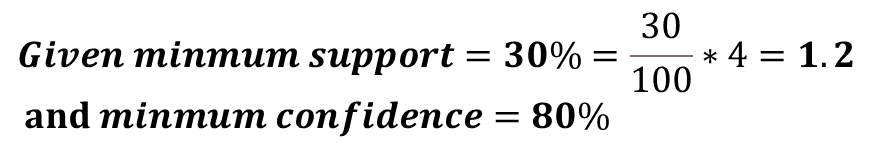 Given minmum support = 30% = 30/100 * 4 = 1.2
and minmum confidence = 80%